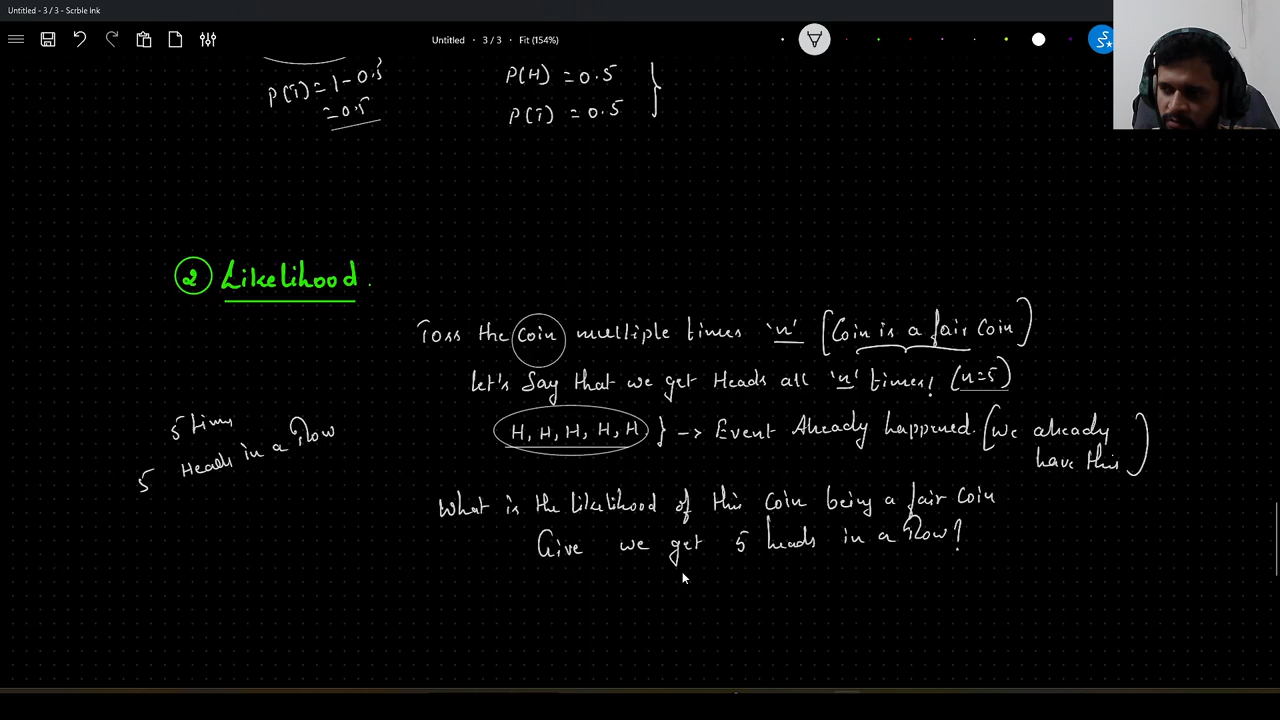 Untitled - 3 / 3 - Scrble Ink
Untitled • 3 / 3 • Fit (154%)
P(T) = 1 - 0.5
= 0.5
P(H) = 0.5
P(T) = 0.5
2 Likelihood.
Toss the coin multiple times 'n' [Coin is a fair coin)
Let's Say that we get Heads all 'n' times! (n=5)
H, H, H, H, H } -> Event Already happened. (we already have this)
5 times
5 Heads in a Row
What is the likelihood of this coin being a fair coin
Give we get 5 heads in a Row?